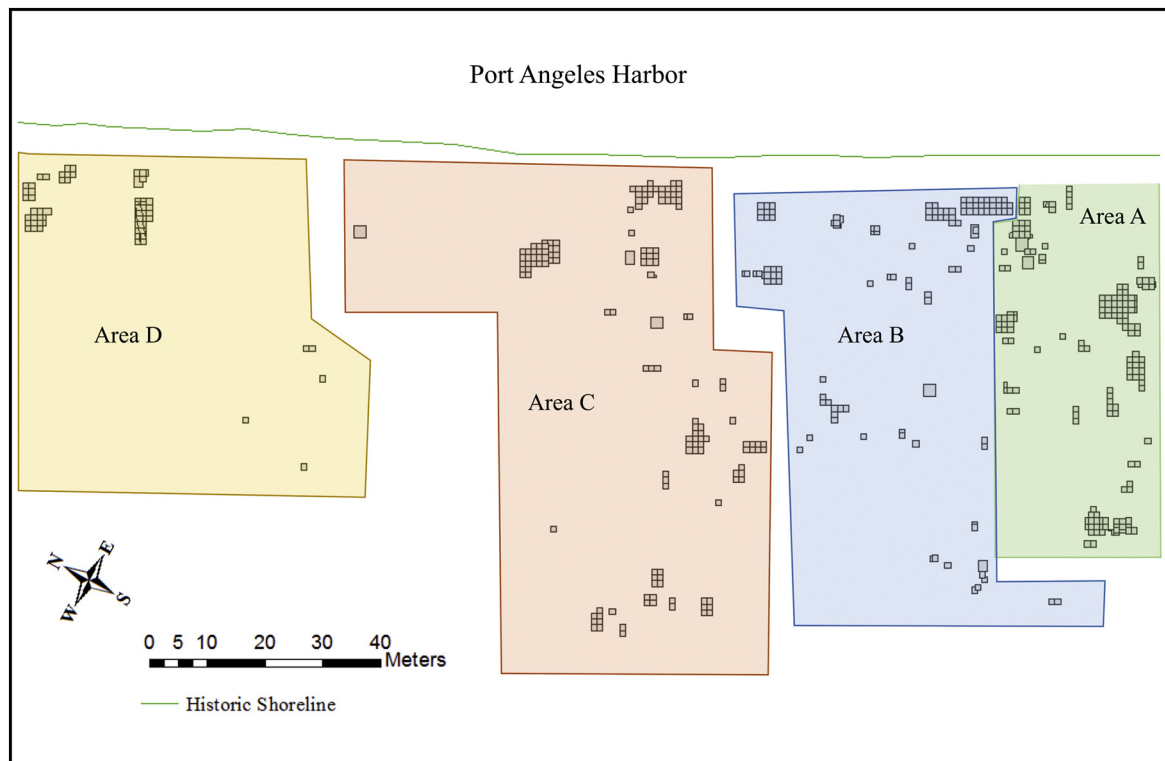 Port Angeles Harbor
Area A
Area D
Area B
Area C
N
E
W
S
0 5 10 20 30 40
Meters
Historic Shoreline